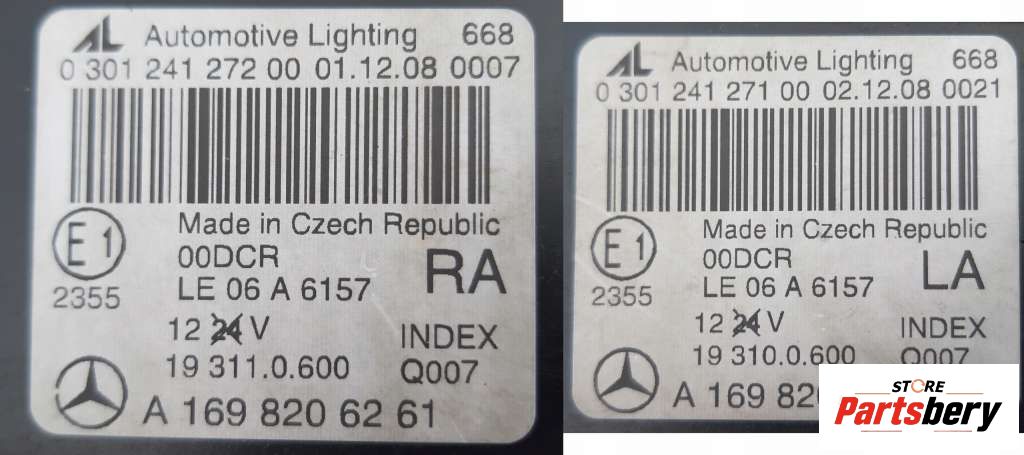 AL Automotive Lighting 668
0 301 241 272 00 01.12.08 0007
Made in Czech Republic
E1 00DCR RA
2355 LE 06 A 6157
12 24 V INDEX
19 311.0.600 Q007
A 169 820 62 61
AL Automotive Lighting 668
0 301 241 271 00 02.12.08 0021
Made in Czech Republic
E1 00DCR LA
2355 LE 06 A 6157
12 24 V INDEX
19 310.0.600 Q007
A 169 82
STORE
Partsbery